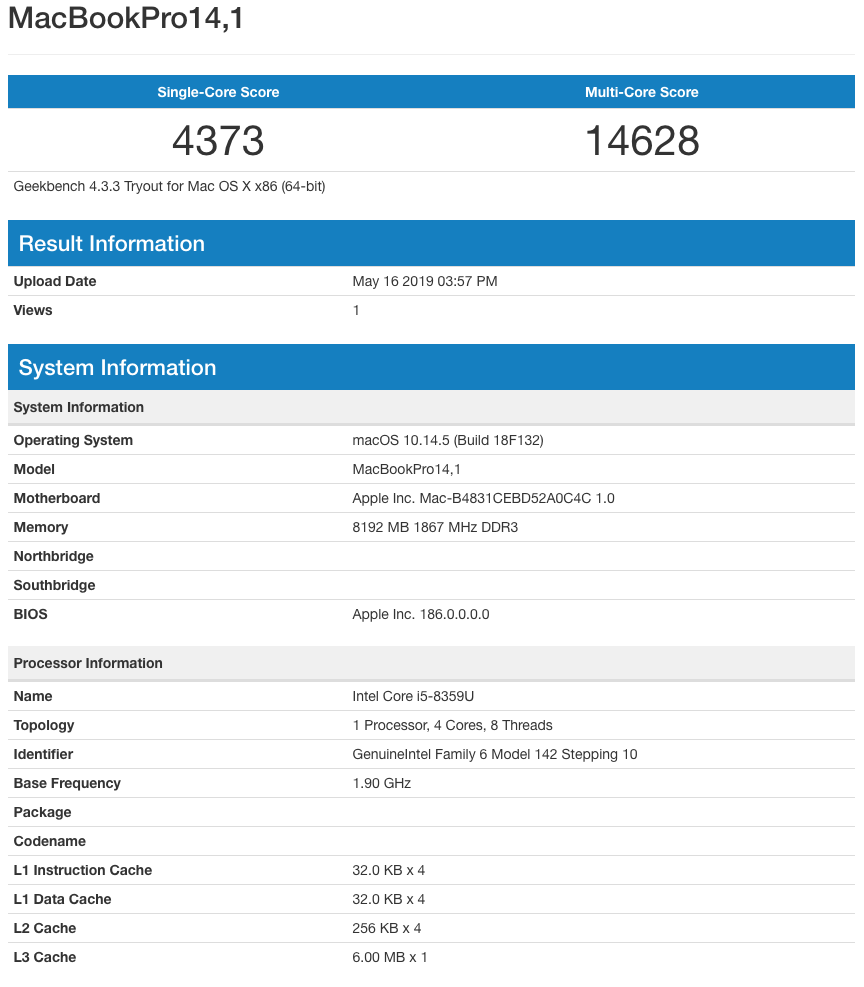 MacBookPro14,1
Single-Core Score Multi-Core Score
4373 14628
Geekbench 4.3.3 Tryout for Mac OS X x86 (64-bit)
Result Information
Upload Date May 16 2019 03:57 PM
Views 1
System Information
System Information
Operating System macOS 10.14.5 (Build 18F132)
Model MacBookPro14,1
Motherboard Apple Inc. Mac-B4831CEBD52A0C4C 1.0
Memory 8192 MB 1867 MHz DDR3
Northbridge
Southbridge
BIOS Apple Inc. 186.0.0.0.0
Processor Information
Name Intel Core i5-8359U
Topology 1 Processor, 4 Cores, 8 Threads
Identifier GenuineIntel Family 6 Model 142 Stepping 10
Base Frequency 1.90 GHz
Package
Codename
L1 Instruction Cache 32.0 KB x 4
L1 Data Cache 32.0 KB x 4
L2 Cache 256 KB x 4
L3 Cache 6.00 MB x 1